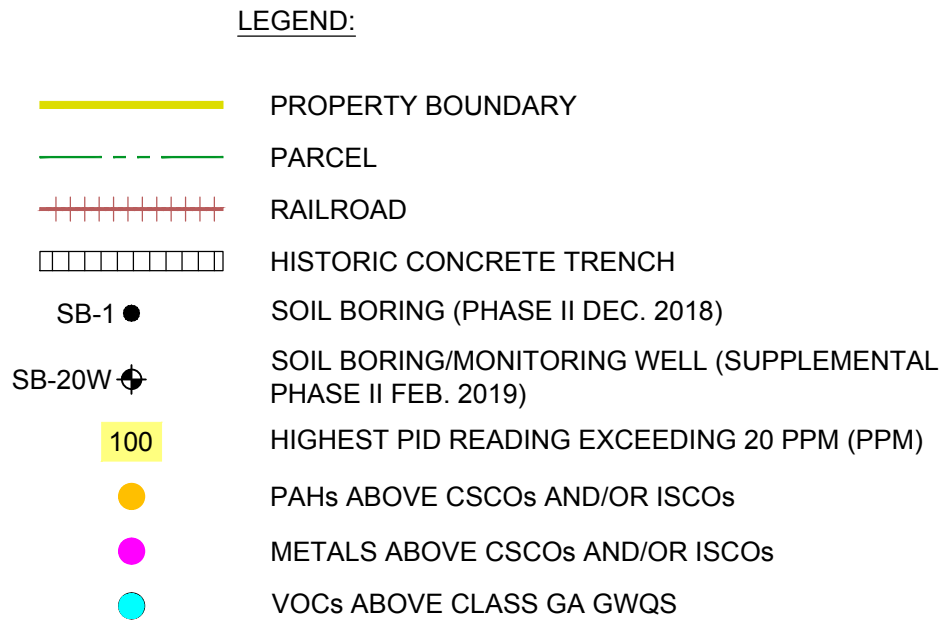 LEGEND:
PROPERTY BOUNDARY
PARCEL
RAILROAD
HISTORIC CONCRETE TRENCH
SB-1 SOIL BORING (PHASE II DEC. 2018)
SB-20W SOIL BORING/MONITORING WELL (SUPPLEMENTAL
PHASE II FEB. 2019)
100 HIGHEST PID READING EXCEEDING 20 PPM (PPM)
PAHs ABOVE CSCOs AND/OR ISCOs
METALS ABOVE CSCOs AND/OR ISCOs
VOCs ABOVE CLASS GA GWQS